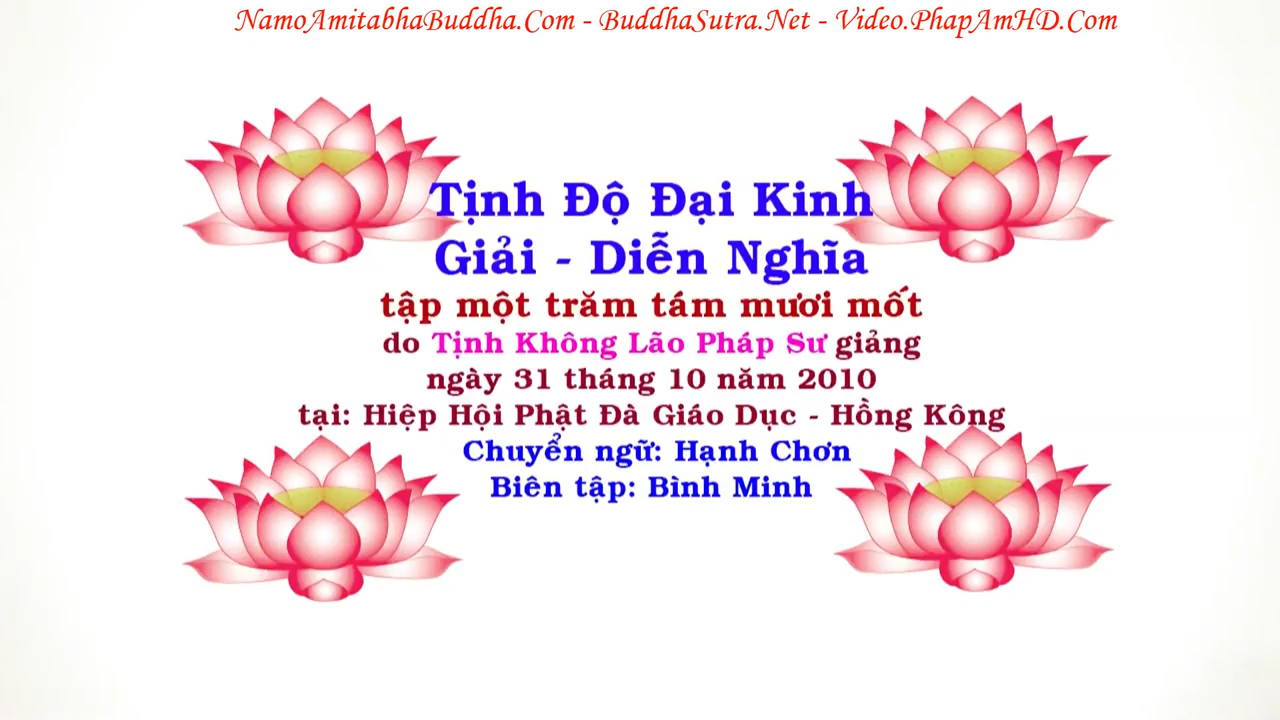 NamoAmitabhaBuddha.Com - BuddhaSutra.Net - Video.PhapAmHD.Com
Tịnh Độ Đại Kinh
Giải - Diễn Nghĩa
tập một trăm tám mươi mốt
do Tịnh Không Lão Pháp Sư giảng
ngày 31 tháng 10 năm 2010
tại: Hiệp Hội Phật Đà Giáo Dục - Hồng Kông
Chuyển ngữ: Hạnh Chơn
Biên tập: Bình Minh